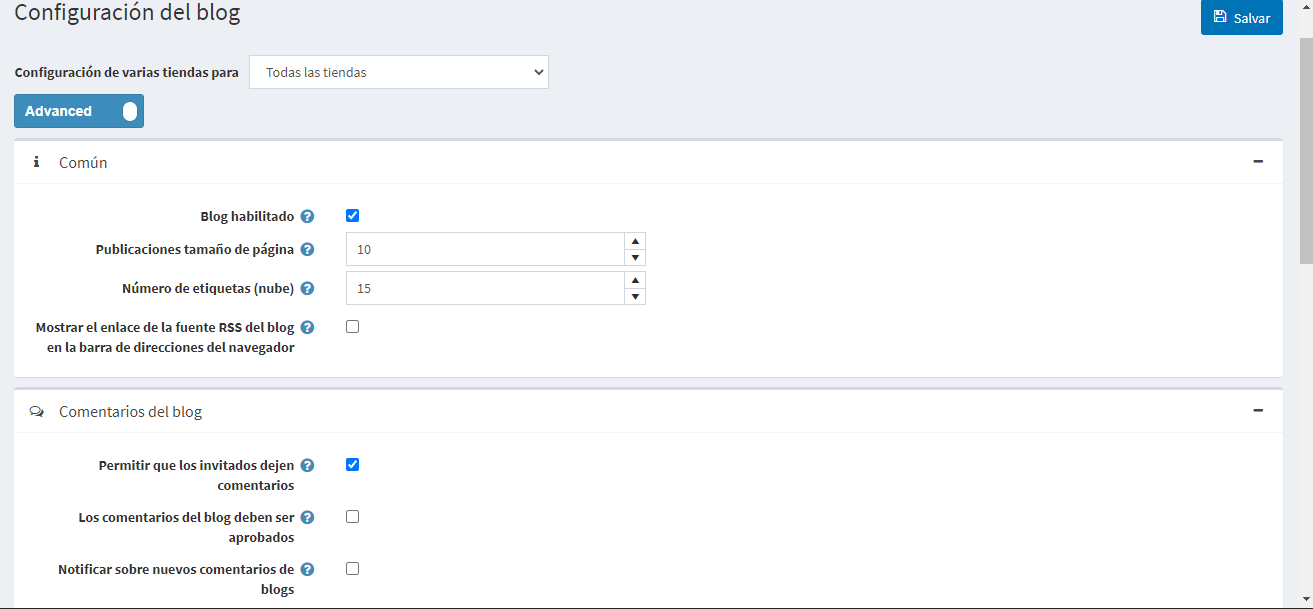 Configuración del blog
Salvar
Configuración de varias tiendas para
Todas las tiendas
Advanced
Común
Blog habilitado
Publicaciones tamaño de página
10
Número de etiquetas (nube)
15
Mostrar el enlace de la fuente RSS del blog
en la barra de direcciones del navegador
Comentarios del blog
Permitir que los invitados dejen
comentarios
Los comentarios del blog deben ser
aprobados
Notificar sobre nuevos comentarios de
blogs